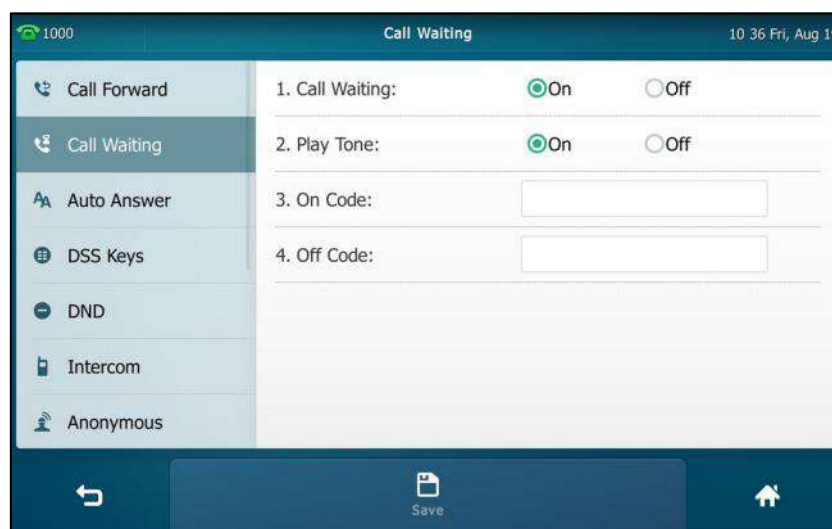 1000 Call Waiting 10 36 Fri, Aug
Call Forward
Call Waiting
Auto Answer
DSS Keys
DND
Intercom
Anonymous
1. Call Waiting: On Off
2. Play Tone: On Off
3. On Code:
4. Off Code:
Save